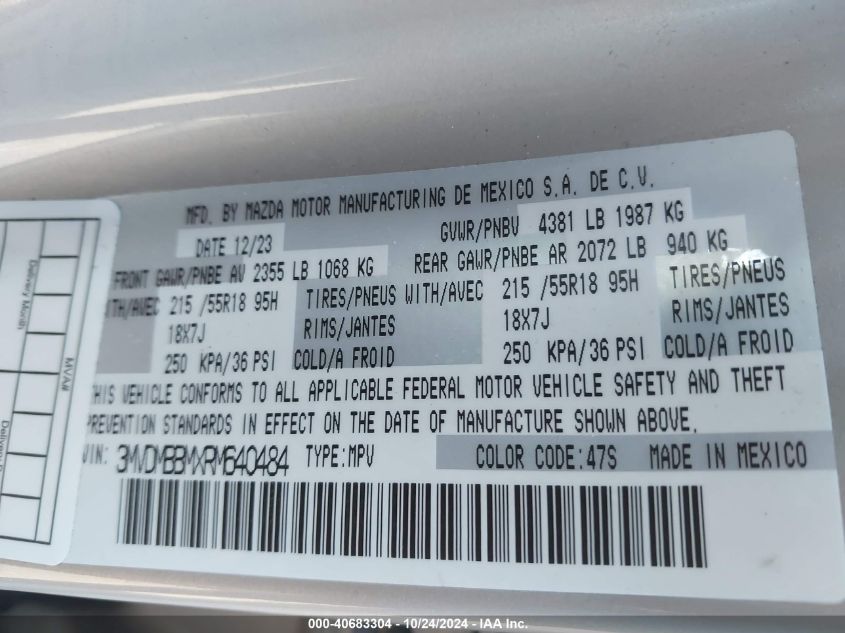 MFD. BY MAZDA MOTOR MANUFACTURING DE MEXICO S.A. DE C.V.
DATE 12/23 GVWR/PNBV 4381 LB 1987 KG
FRONT GAWR/PNBE AV 2355 LB 1068 KG REAR GAWR/PNBE AR 2072 LB 940 KG
WITH/AVEC 215 /55R18 95H TIRES/PNEUS WITH/AVEC 215 /55R18 95H TIRES/PNEUS
18X7J RIMS/JANTES 18X7J RIMS/JANTES
250 KPA/36 PSI COLD/A FROID 250 KPA/36 PSI COLD/A FROID
THIS VEHICLE CONFORMS TO ALL APPLICABLE FEDERAL MOTOR VEHICLE SAFETY AND THEFT
PREVENTION STANDARDS IN EFFECT ON THE DATE OF MANUFACTURE SHOWN ABOVE.
VIN: 3MVDMBBMXRM640484 TYPE:MPV COLOR CODE:47S MADE IN MEXICO
Delivery Month
Delivery
000-40683304 - 10/24/2024 - IAA Inc.